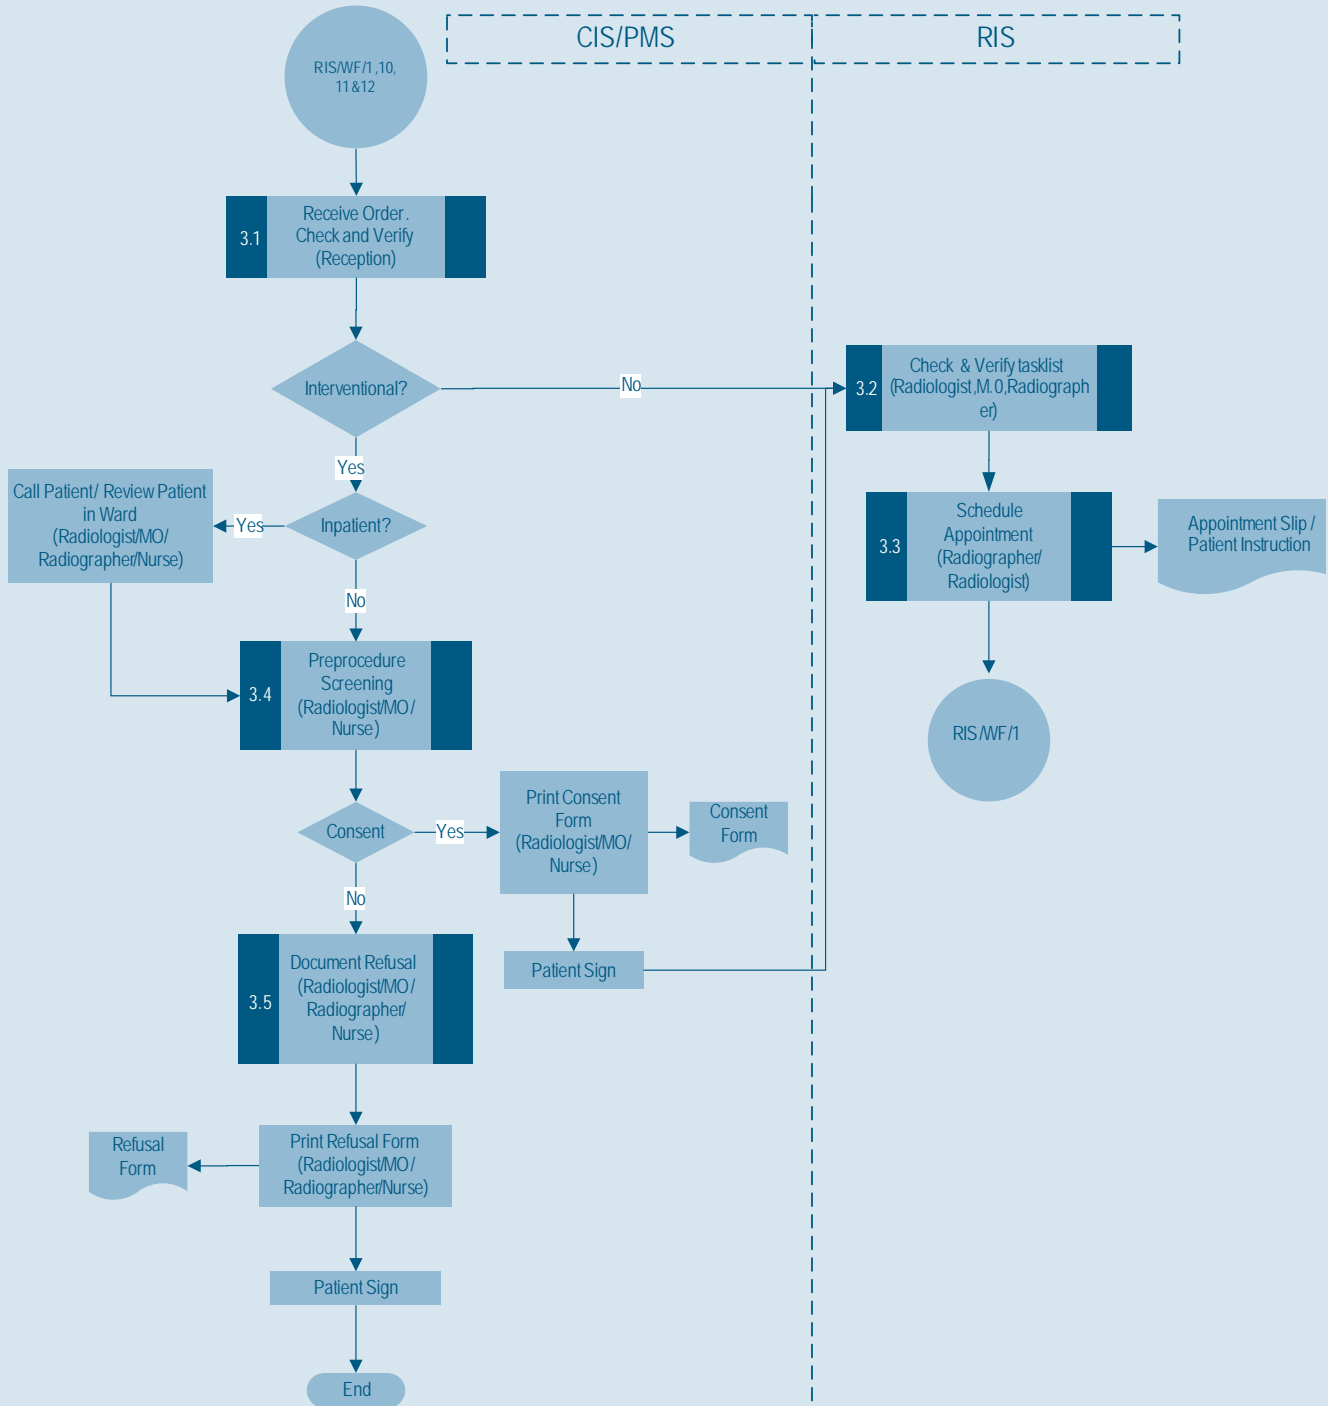 CIS/PMS
RIS
RIS/WF/1 ,10,
11 &12
3.1
Receive Order .
Check and Verify
(Reception)
Interventional?
No
Yes
3.2
Check & Verify tasklist
(Radiologist,M.0,Radiograph
er)
Call Patient/ Review Patient
in Ward
(Radiologist/MO/
Radiographer/Nurse)
Yes
Inpatient?
No
3.3
Schedule
Appointment
(Radiographer/
Radiologist)
Appointment Slip /
Patient Instruction
3.4
Preprocedure
Screening
(Radiologist/MO/
Nurse)
RIS/WF/1
Consent
Yes
Print Consent
Form
(Radiologist/MO/
Nurse)
Consent
Form
No
Patient Sign
3.5
Document Refusal
(Radiologist/MO/
Radiographer/
Nurse)
Refusal
Form
Print Refusal Form
(Radiologist/MO/
Radiographer/Nurse)
Patient Sign
End